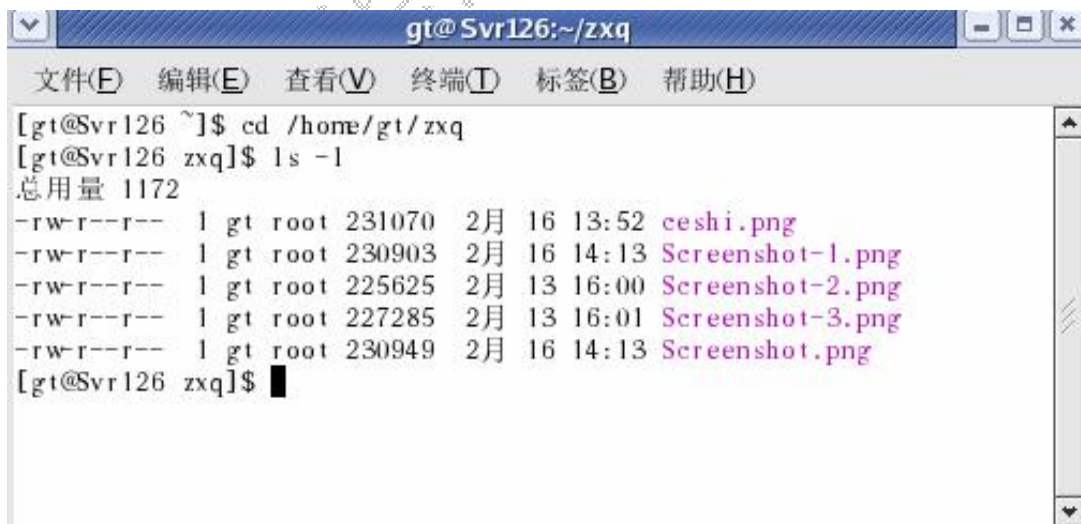 gt@Svr126:~/zxq
文件(F) 编辑(E) 查看(V) 终端(T) 标签(B) 帮助(H)
[gt@Svr126 ~]$ cd /home/gt/zxq
[gt@Svr126 zxq]$ ls -l
总用量 1172
-rw-r--r-- 1 gt root 231070 2月 16 13:52 ceshi.png
-rw-r--r-- 1 gt root 230903 2月 16 14:13 Screenshot-1.png
-rw-r--r-- 1 gt root 225625 2月 13 16:00 Screenshot-2.png
-rw-r--r-- 1 gt root 227285 2月 13 16:01 Screenshot-3.png
-rw-r--r-- 1 gt root 230949 2月 16 14:13 Screenshot.png
[gt@Svr126 zxq]$